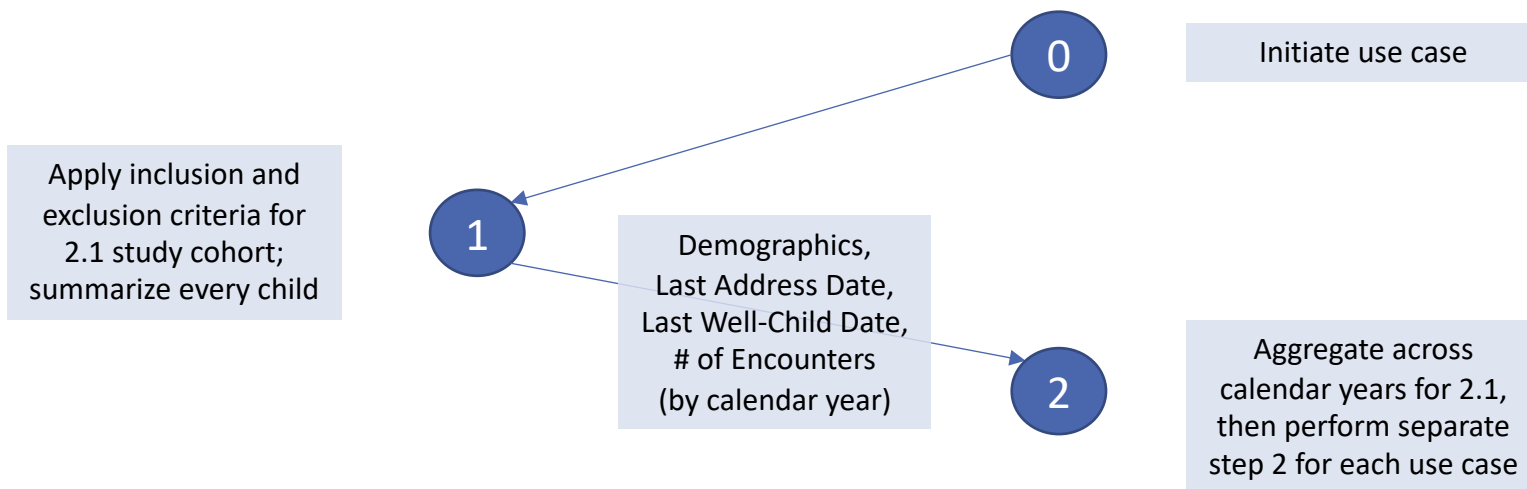 0
Initiate use case
Apply inclusion and
exclusion criteria for
2.1 study cohort;
summarize every child
1
Demographics,
Last Address Date,
Last Well-Child Date,
# of Encounters
(by calendar year)
2
Aggregate across
calendar years for 2.1,
then perform separate
step 2 for each use case